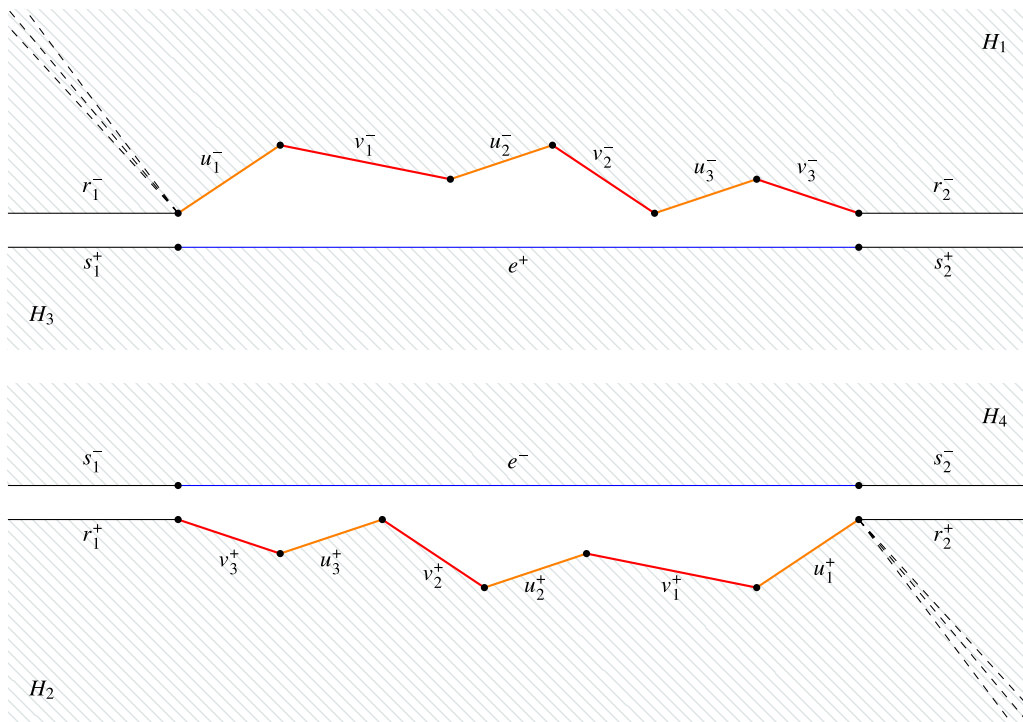 H₁
u₁⁻ v₁⁻ u₂⁻ v₂⁻ u₃⁻ v₃⁻
r₁⁻ r₂⁻
s₁⁺ e⁺ s₂⁺
H₃
H₄
s₁⁻ e⁻ s₂⁻
r₁⁺ r₂⁺
v₃⁺ u₃⁺ v₂⁺ u₂⁺ v₁⁺ u₁⁺
H₂